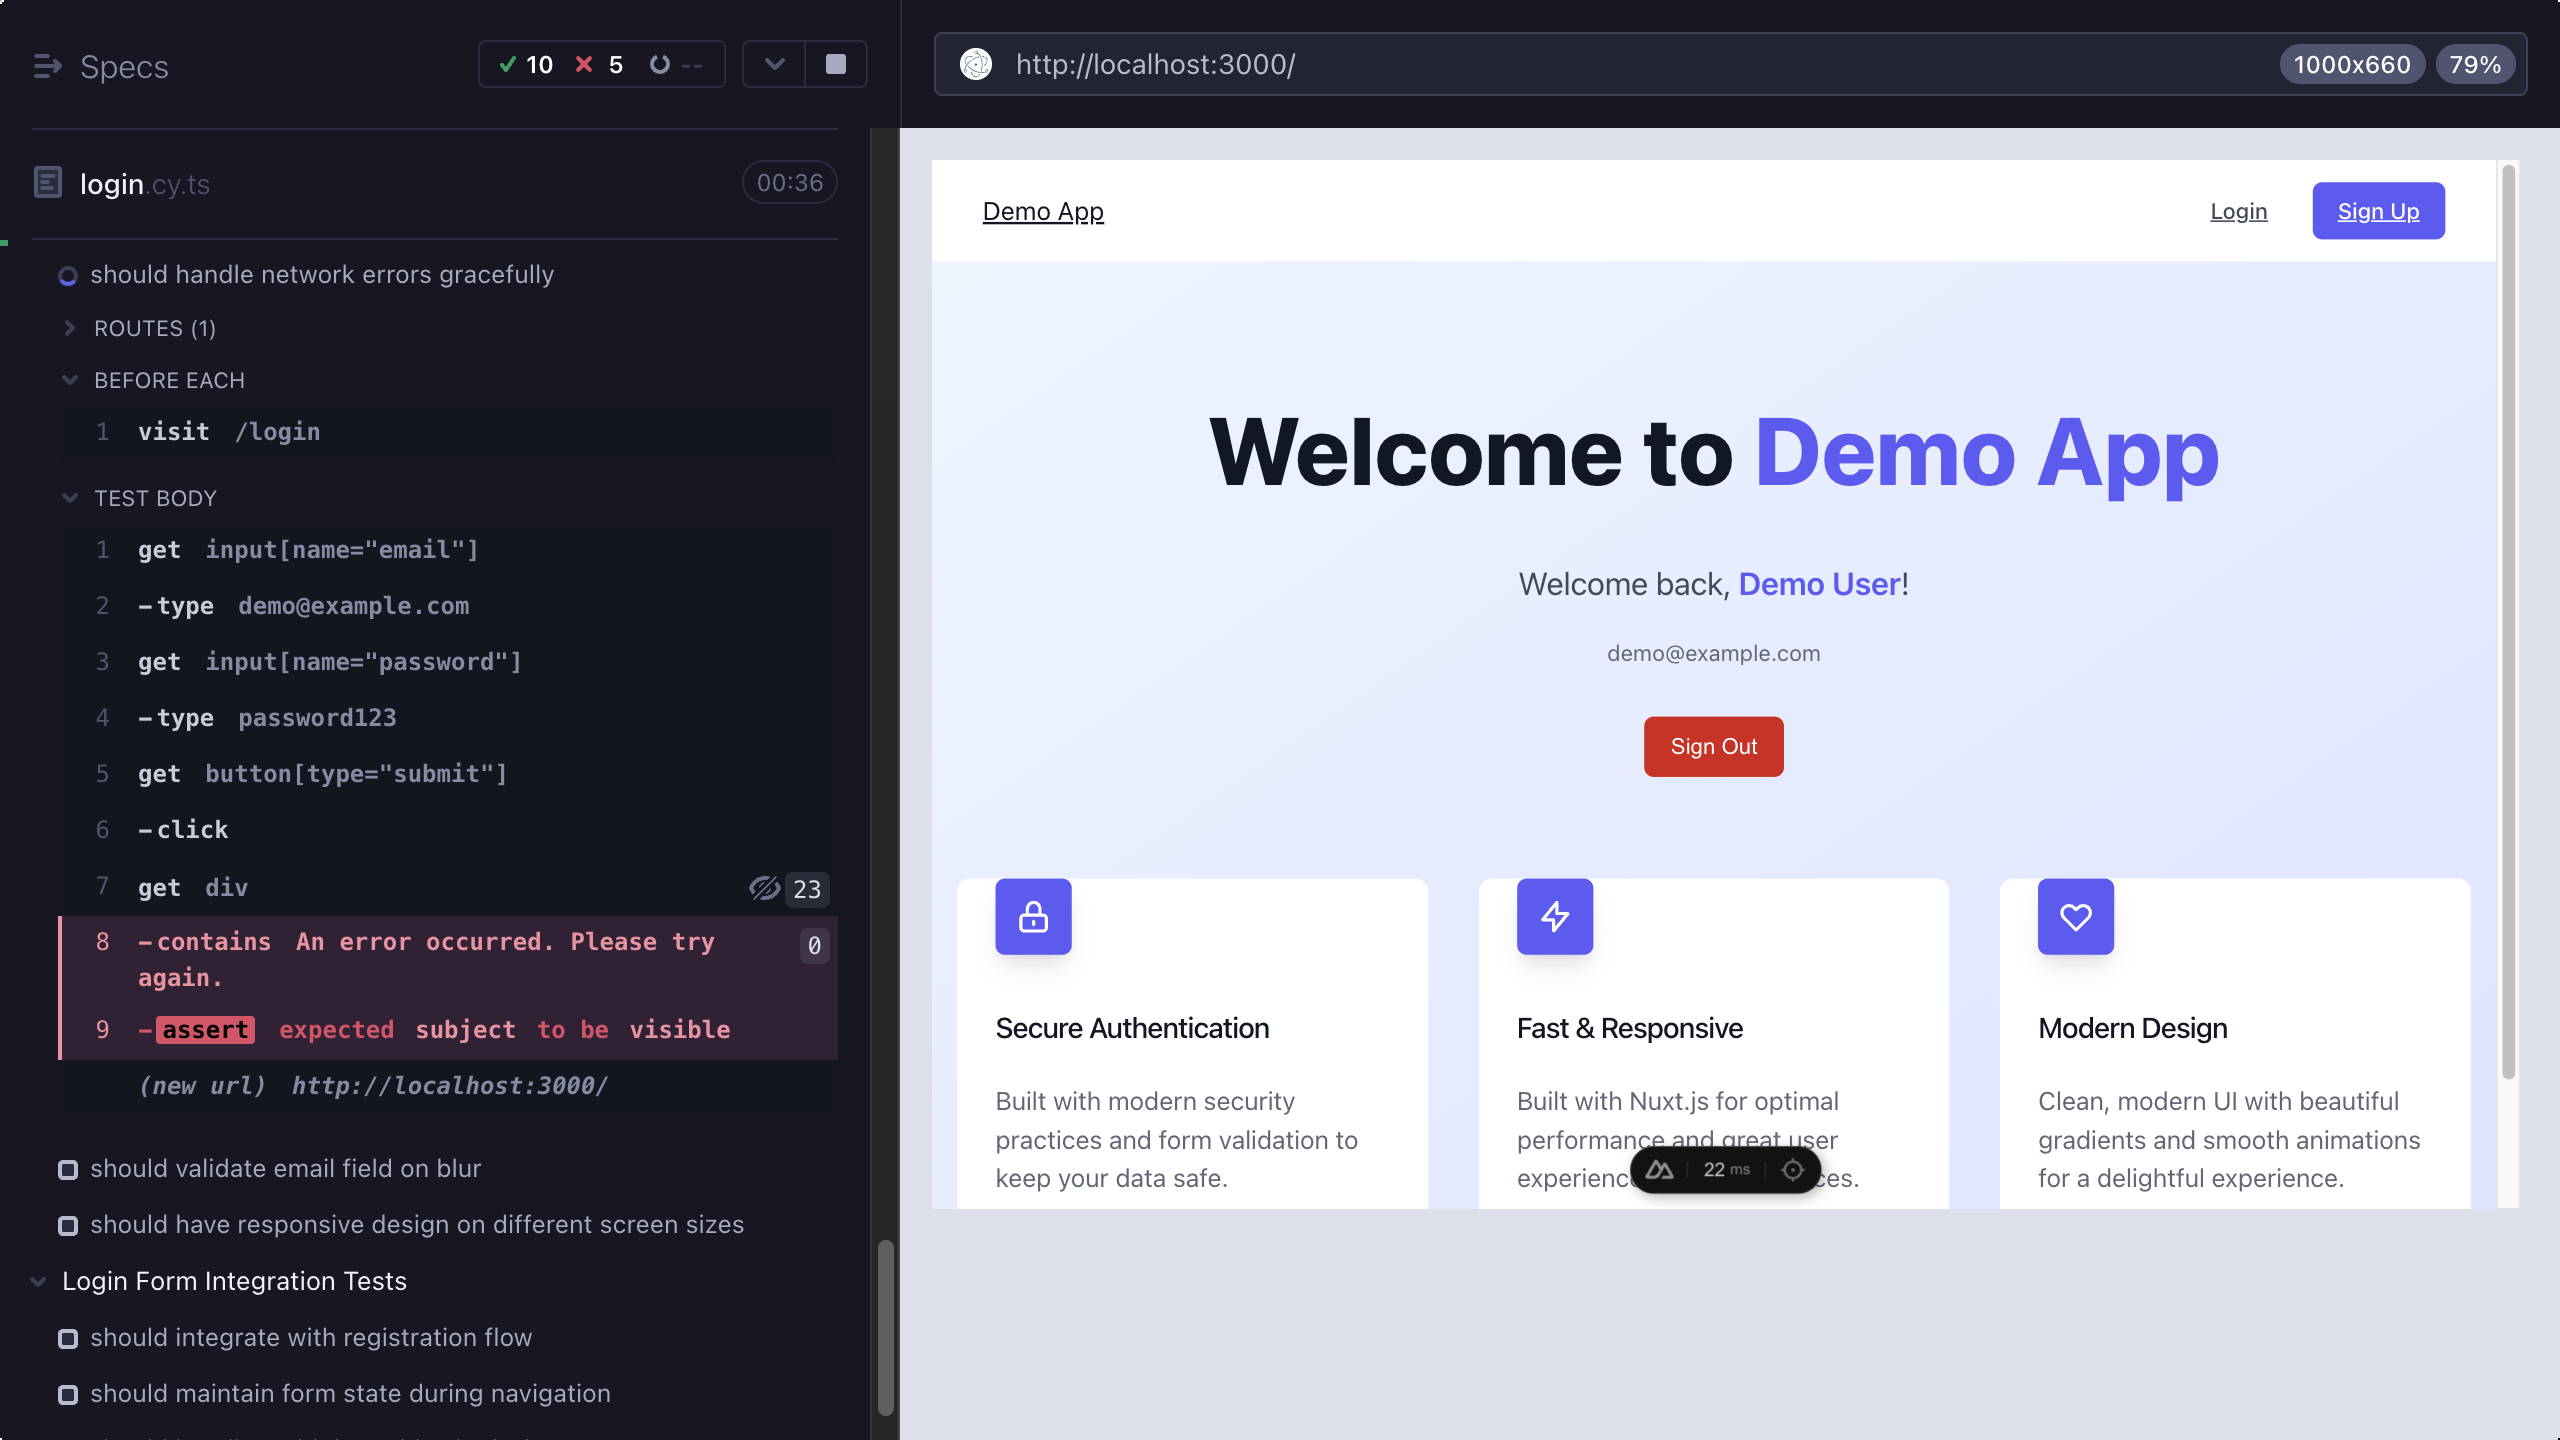 Specs
10 5 --
login.cy.ts
00:36
should handle network errors gracefully
ROUTES (1)
BEFORE EACH
1 visit /login
TEST BODY
1 get input[name="email"]
2 -type demo@example.com
3 get input[name="password"]
4 -type password123
5 get button[type="submit"]
6 -click
7 get div 23
8 -contains An error occurred. Please try 0
again.
9 -assert expected subject to be visible
(new url) http://localhost:3000/
should validate email field on blur
should have responsive design on different screen sizes
Login Form Integration Tests
should integrate with registration flow
should maintain form state during navigation
http://localhost:3000/
1000x660
79%
Demo App
Login
Sign Up
Welcome to Demo App
Welcome back, Demo User!
demo@example.com
Sign Out
Secure Authentication
Built with modern security
practices and form validation to
keep your data safe.
Fast & Responsive
Built with Nuxt.js for optimal
performance and great user
22 ms
Modern Design
Clean, modern UI with beautiful
gradients and smooth animations
for a delightful experience.